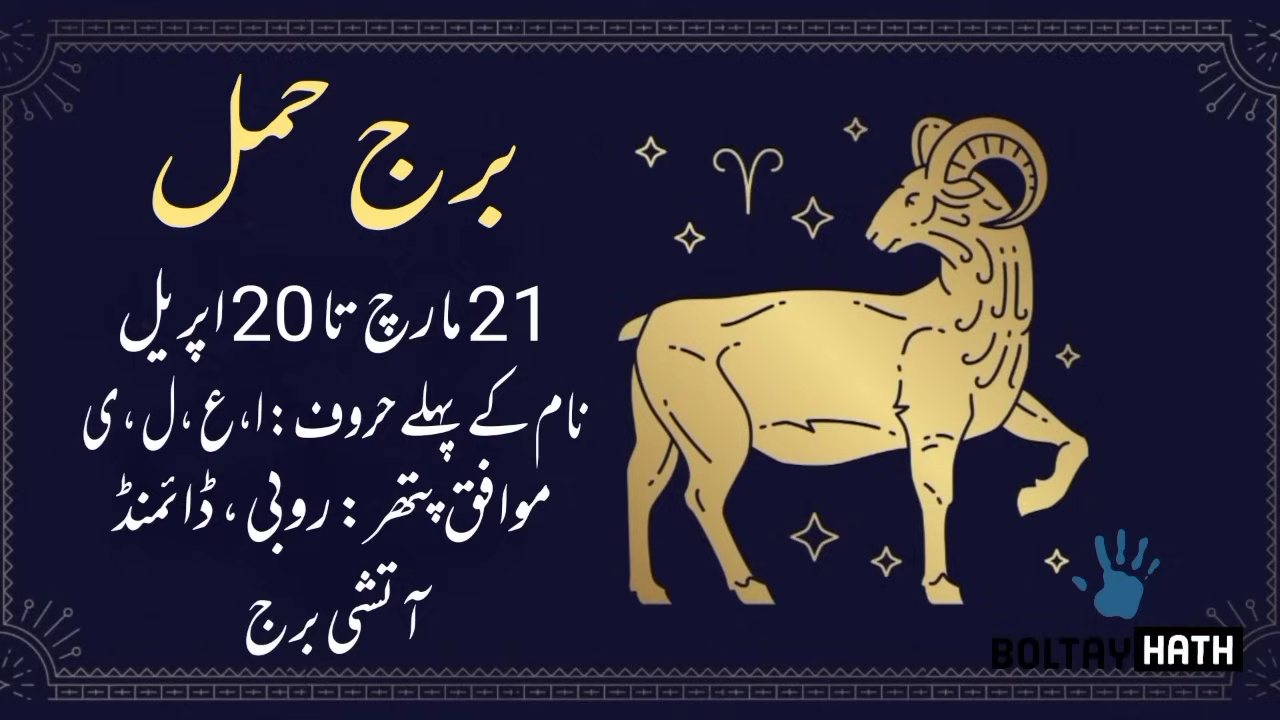 برج حمل
21 مارچ تا 20 اپریل
نام کے پہلے حروف : ا، ع، ل، ی
موافق پتھر : روبی، ڈائمنڈ
آتشی برج
BOLTAY HATH